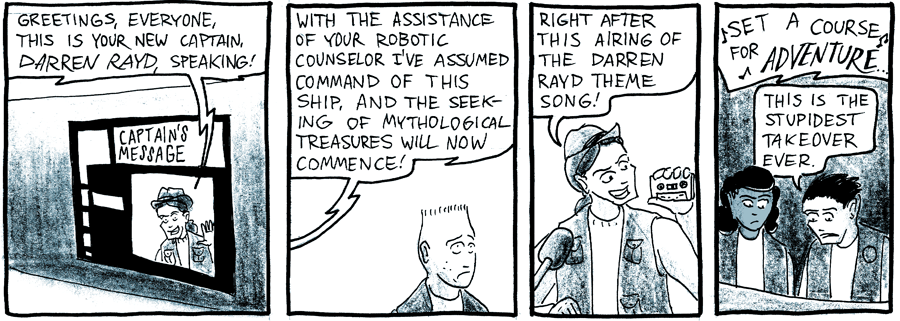 GREETINGS, EVERYONE,
THIS IS YOUR NEW CAPTAIN,
DARREN RAYD, SPEAKING!
CAPTAIN'S
MESSAGE
WITH THE ASSISTANCE
OF YOUR ROBOTIC
COUNSELOR I'VE ASSUMED
COMMAND OF THIS
SHIP, AND THE SEEK-
ING OF MYTHOLOGICAL
TREASURES WILL NOW
COMMENCE!
RIGHT AFTER
THIS AIRING OF
THE DARREN
RAYD THEME
SONG!
SET A COURSE
FOR ADVENTURE...
THIS IS THE
STUPIDEST
TAKEOVER
EVER.